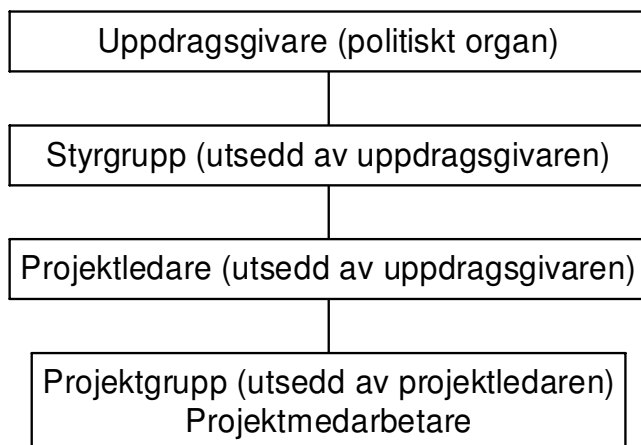 Uppdragsgivare (politiskt organ)
Styrgrupp (utsedd av uppdragsgivaren)
Projektledare (utsedd av uppdragsgivaren)
Projektgrupp (utsedd av projektledaren)
Projektmedarbetare